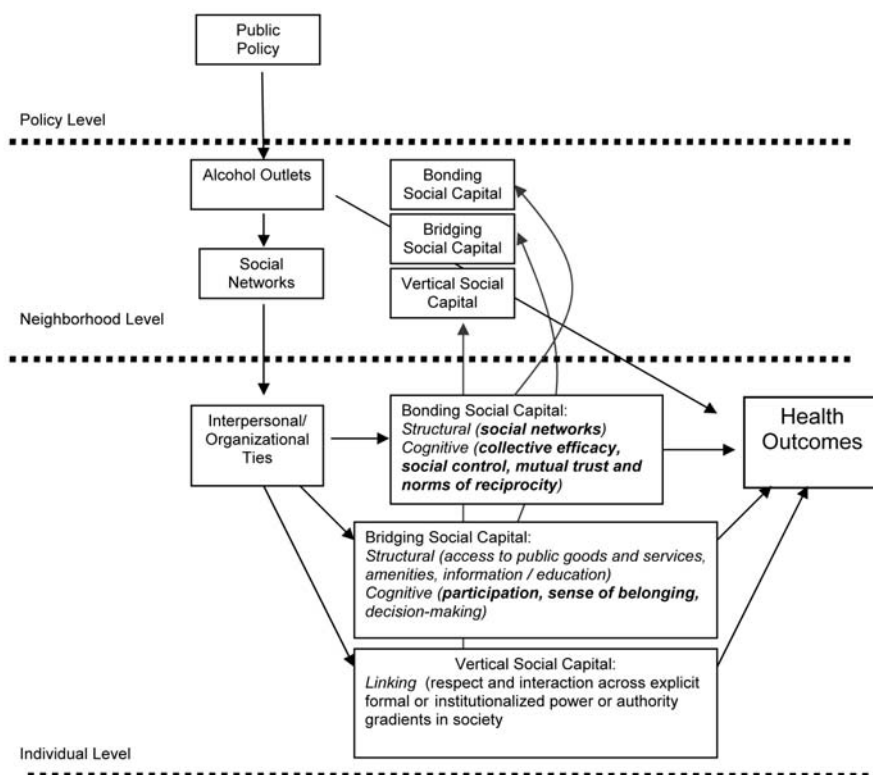 Public
Policy
Policy Level
Alcohol Outlets
Bonding
Social Capital
Bridging
Social Capital
Social
Networks
Vertical Social
Capital
Neighborhood Level
Interpersonal/
Organizational
Ties
Bonding Social Capital:
Structural (social networks)
Cognitive (collective efficacy,
social control, mutual trust and
norms of reciprocity)
Health
Outcomes
Bridging Social Capital:
Structural (access to public goods and services,
amenities, information / education)
Cognitive (participation, sense of belonging,
decision-making)
Vertical Social Capital:
Linking (respect and interaction across explicit
formal or institutionalized power or authority
gradients in society
Individual Level